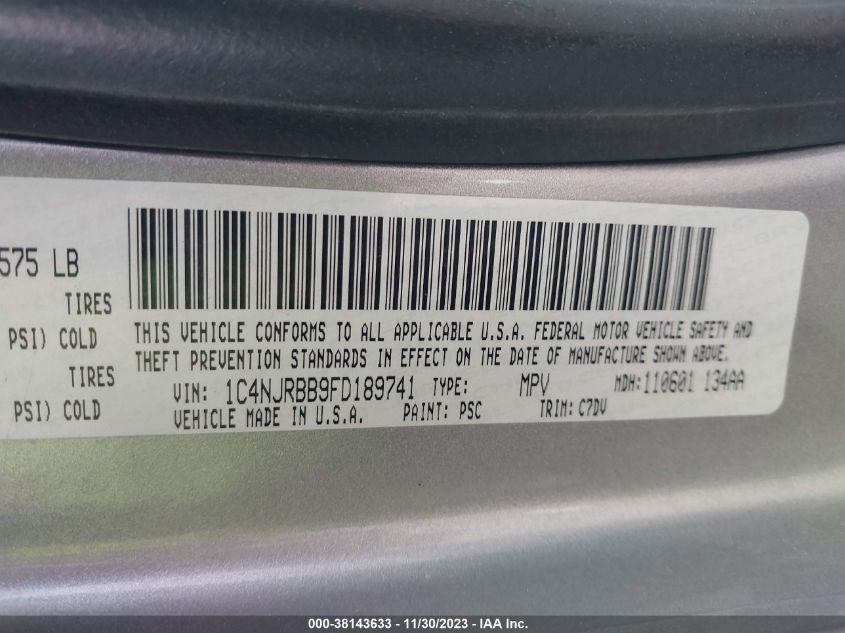 575 LB
TIRES
PSI) COLD
TIRES
PSI) COLD
THIS VEHICLE CONFORMS TO ALL APPLICABLE U.S.A. FEDERAL MOTOR VEHICLE SAFETY AND
THEFT PREVENTION STANDARDS IN EFFECT ON THE DATE OF MANUFACTURE SHOWN ABOVE.
VIN: 1C4NJRBB9FD189741 TYPE: MPV MDH: 110601 134AA
VEHICLE MADE IN U.S.A. PAINT: PSC TRIM: C7DV
000-38143633 - 11/30/2023 - IAA Inc.